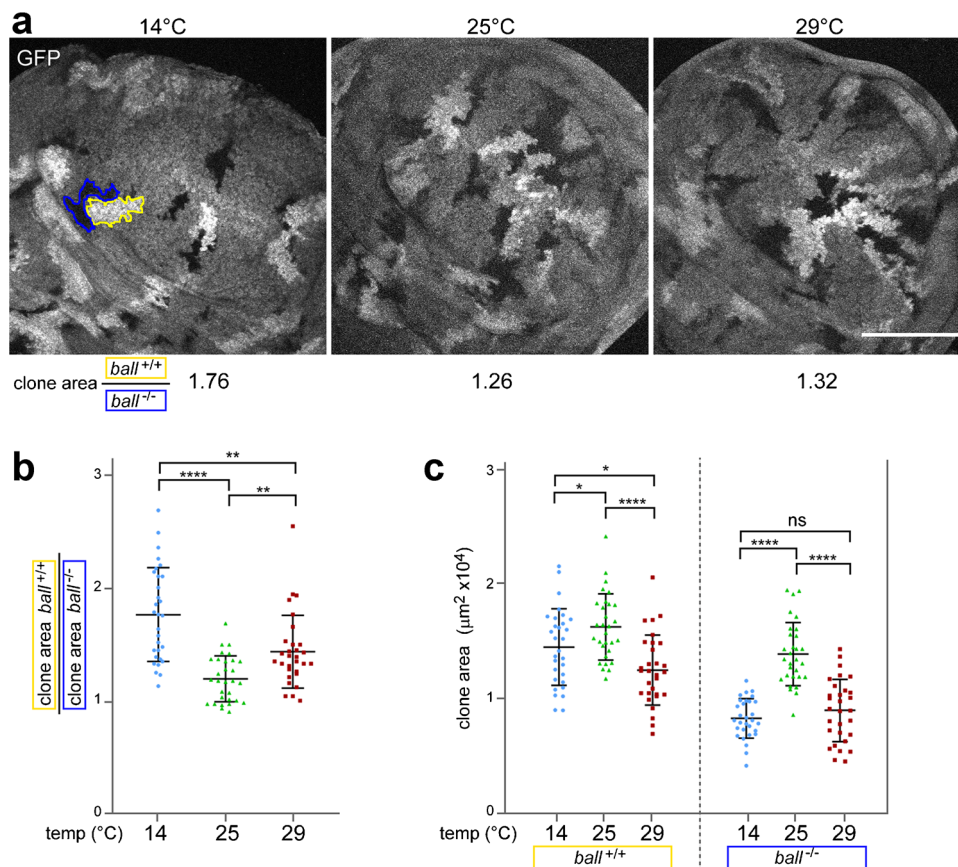 a
14°C 25°C 29°C
GFP
clone area ball+/+ 1.76 1.26 1.32
ball-/-
b
3
2
1
0
** 
****
**
clone area ball+/+
clone area ball-/-
temp (°C) 14 25 29
c
3
2
1
0
clone area (μm2 x104)
*
*
****
ns
****
****
temp (°C) 14 25 29 14 25 29
ball+/+ ball-/-